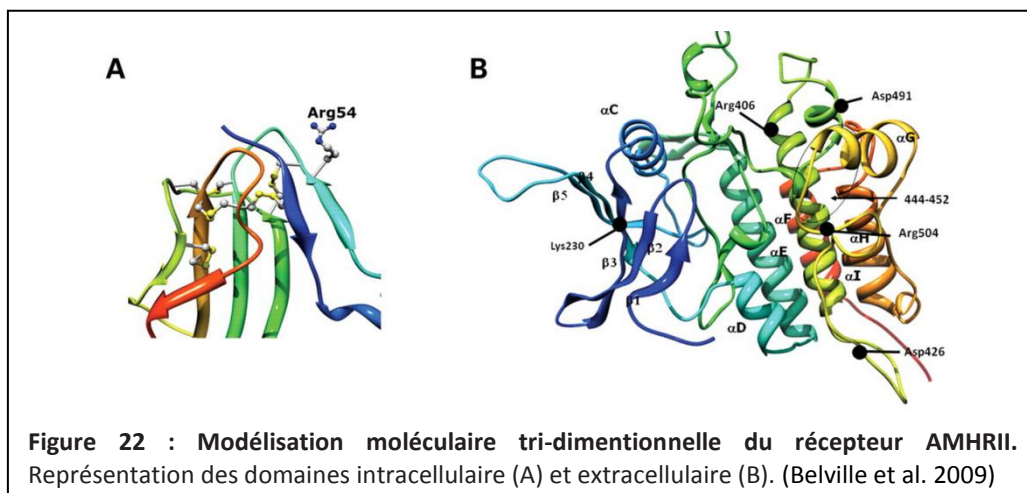 A
Arg54
B
αC
Arg406
Asp491
αG
β4
β5
444-452
αF
Arg504
Lys230
β2
αH
β3
αE
αI
β1
αD
Asp426
Figure 22 : Modélisation moléculaire tri-dimentionnelle du récepteur AMHRII.
Représentation des domaines intracellulaire (A) et extracellulaire (B). (Belville et al. 2009)